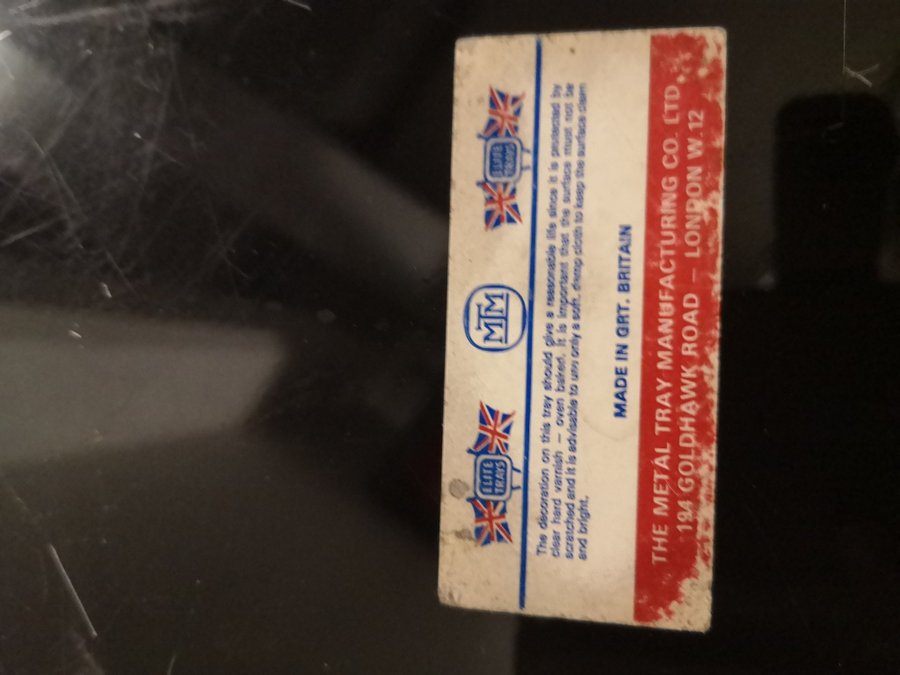 ELITE
TRAYS
MTM
ELITE
TRAYS
The decoration on this tray should give a reasonable life since it is protected by
clear hard varnish — oven baked. It is important that the surface must not be
scratched and it is advisable to use only a soft, damp cloth to keep the surface clean
and bright.
MADE IN GRT. BRITAIN
THE METAL TRAY MANUFACTURING CO. LTD.
194 GOLDHAWK ROAD — LONDON W.12